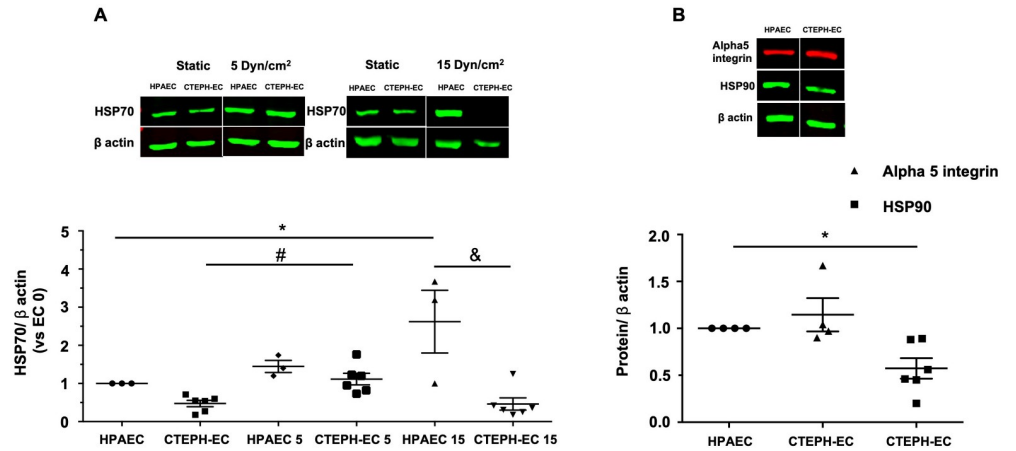 A
Static 5 Dyn/cm²
HPAEC CTEPH-EC HPAEC CTEPH-EC
HSP70
β actin
Static 15 Dyn/cm²
HPAEC CTEPH-EC HPAEC CTEPH-EC
HSP70
β actin
HSP70/ β actin
(vs EC 0)
5
4
3
2
1
0
*
#
&
HPAEC CTEPH-EC HPAEC 5 CTEPH-EC 5 HPAEC 15 CTEPH-EC 15
B
HPAEC CTEPH-EC
Alpha5
integrin
HSP90
β actin
Alpha 5 integrin
HSP90
Protein/ β actin
2.0
1.5
1.0
0.5
0.0
*
HPAEC CTEPH-EC CTEPH-EC